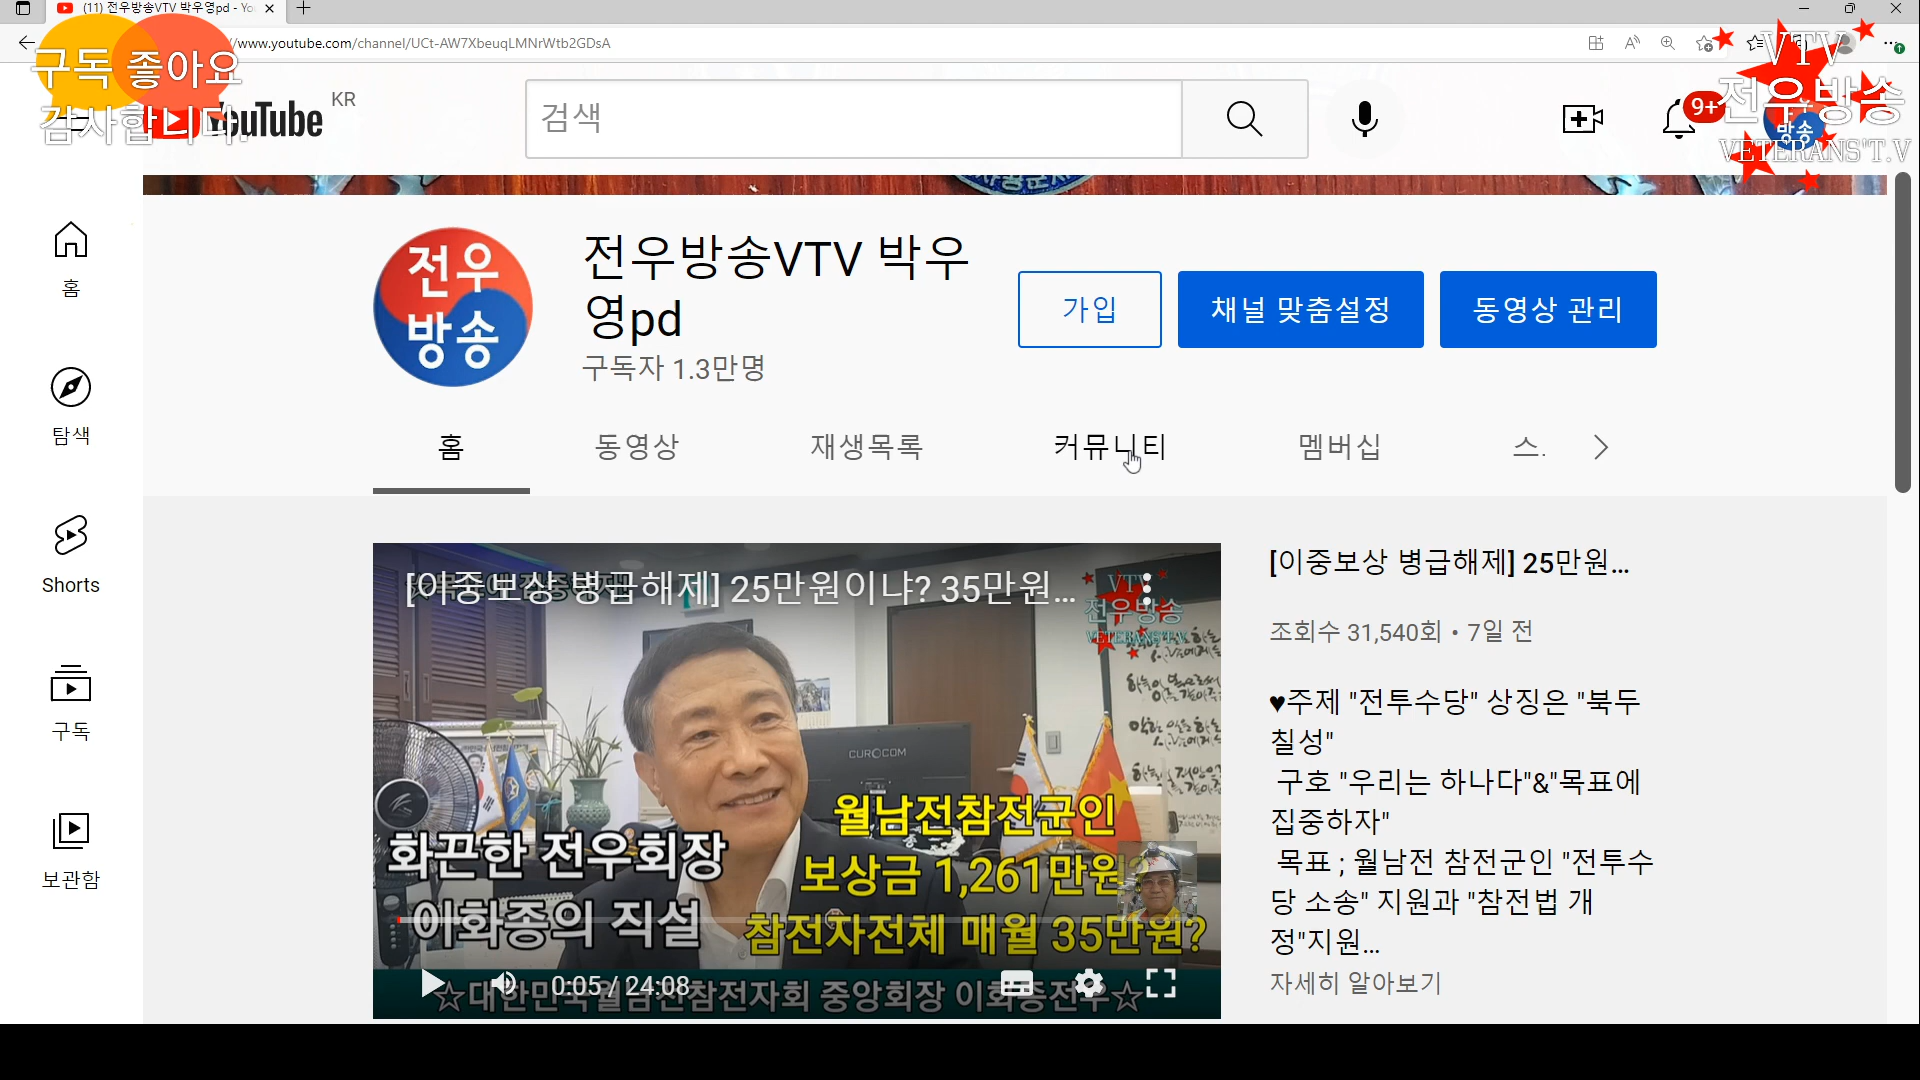 (11) 전우방송VTV 박우영pd - Yo
/www.youtube.com/channel/UCt-AW7XbeuqLMNrWtb2GDsA
구독 좋아요
감사합니다.
YouTube KR
검색
9+
VTV
전우방송
VETERANS'T.V
방송
홈
탐색
Shorts
구독
보관함
전우
방송
전우방송VTV 박우
영pd
구독자 1.3만명
가입
채널 맞춤설정
동영상 관리
홈
동영상
재생목록
커뮤니티
멤버십
스.
[이중보상 병급해제] 25만원이냐? 35만원...
VTV
전우방송
VETERANS'T.V
CUROCOM
월남전참전군인
화끈한 전우회장
보상금 1,261만원?
이화종의 직설
참전자전체 매월 35만원?
0:05 / 24:08
☆대한민국월남전참전자회 중앙회장 이화종전우☆
[이중보상 병급해제] 25만원...
조회수 31,540회 • 7일 전
♥주제 "전투수당" 상징은 "북두
칠성"
구호 "우리는 하나다"&"목표에
집중하자"
목표 ; 월남전 참전군인 "전투수
당 소송" 지원과 "참전법 개
정"지원...
자세히 알아보기